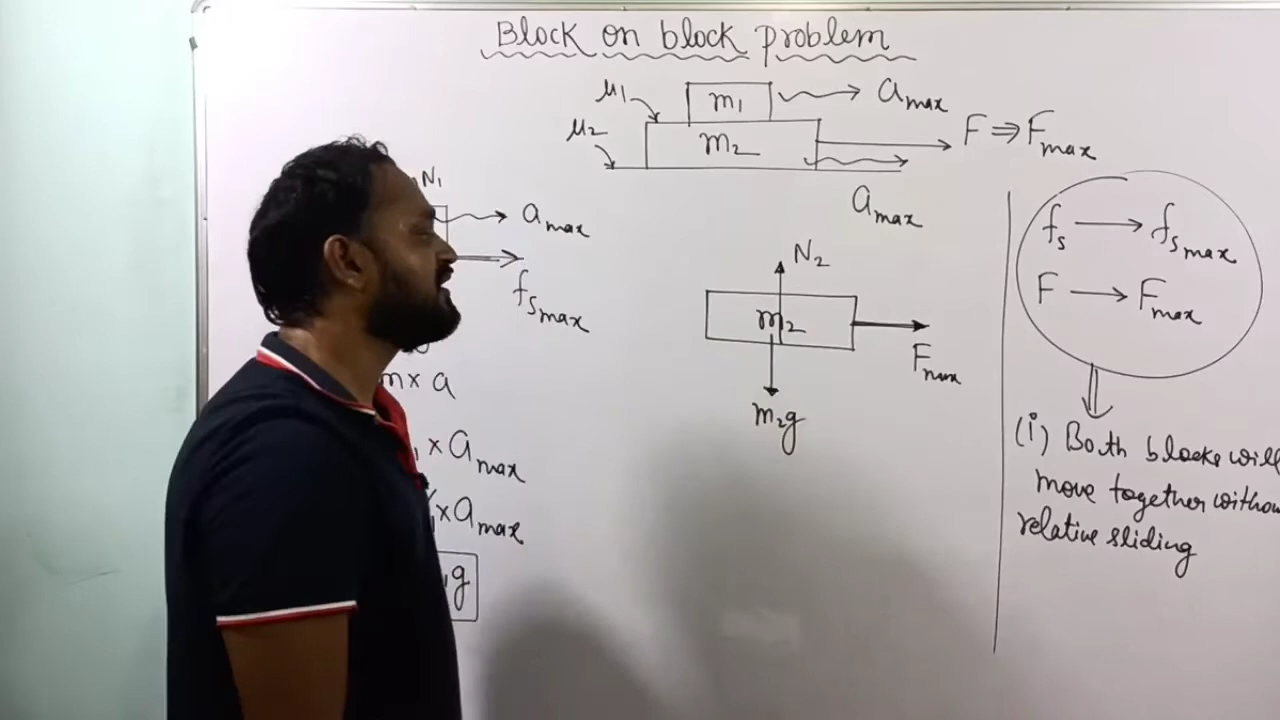 Block on block problem
μ1 m1 amax
μ2 m2 F ⇒ Fmax
amax
N1
amax
fsmax
m × a
× amax
× amax
g
N2
m2
Fmax
m2g
fs → fsmax
F → Fmax
(i) Both blocks will
move together withou
relative sliding